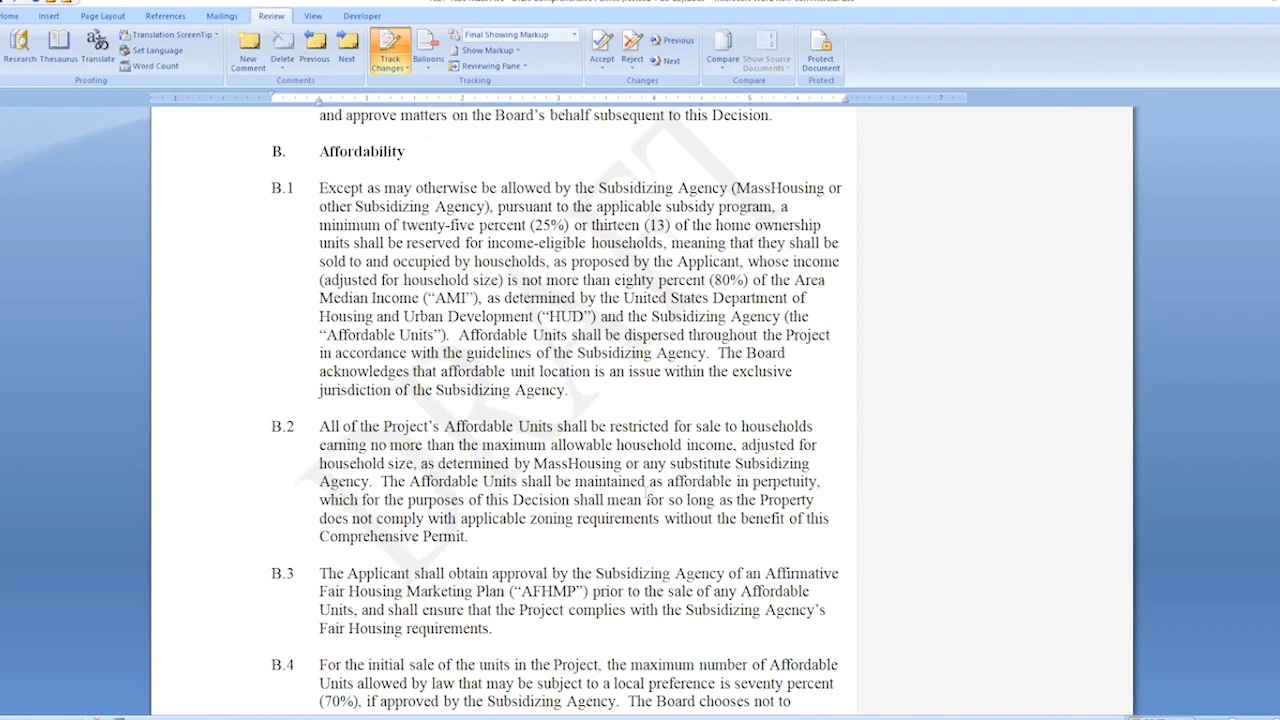 Home Insert Page Layout References Mailings Review View Developer
Research Thesaurus Translate Translation ScreenTip Set Language Word Count
Proofing
New Comment Delete Previous Next
Comments
Track Changes Balloons Final Showing Markup Show Markup Reviewing Pane
Tracking
Accept Reject Previous Next
Changes
Compare Show Source Documents
Compare
Protect Document
Protect
1 1 2 3 4 5 7
and approve matters on the Board's behalf subsequent to this Decision.
B. Affordability
B.1 Except as may otherwise be allowed by the Subsidizing Agency (MassHousing or
other Subsidizing Agency), pursuant to the applicable subsidy program, a
minimum of twenty-five percent (25%) or thirteen (13) of the home ownership
units shall be reserved for income-eligible households, meaning that they shall be
sold to and occupied by households, as proposed by the Applicant, whose income
(adjusted for household size) is not more than eighty percent (80%) of the Area
Median Income (“AMI”), as determined by the United States Department of
Housing and Urban Development (“HUD”) and the Subsidizing Agency (the
“Affordable Units”). Affordable Units shall be dispersed throughout the Project
in accordance with the guidelines of the Subsidizing Agency. The Board
acknowledges that affordable unit location is an issue within the exclusive
jurisdiction of the Subsidizing Agency.
B.2 All of the Project's Affordable Units shall be restricted for sale to households
earning no more than the maximum allowable household income, adjusted for
household size, as determined by MassHousing or any substitute Subsidizing
Agency. The Affordable Units shall be maintained as affordable in perpetuity,
which for the purposes of this Decision shall mean for so long as the Property
does not comply with applicable zoning requirements without the benefit of this
Comprehensive Permit.
B.3 The Applicant shall obtain approval by the Subsidizing Agency of an Affirmative
Fair Housing Marketing Plan (“AFHMP”) prior to the sale of any Affordable
Units, and shall ensure that the Project complies with the Subsidizing Agency's
Fair Housing requirements.
B.4 For the initial sale of the units in the Project, the maximum number of Affordable
Units allowed by law that may be subject to a local preference is seventy percent
(70%), if approved by the Subsidizing Agency. The Board chooses not to
DRAFT